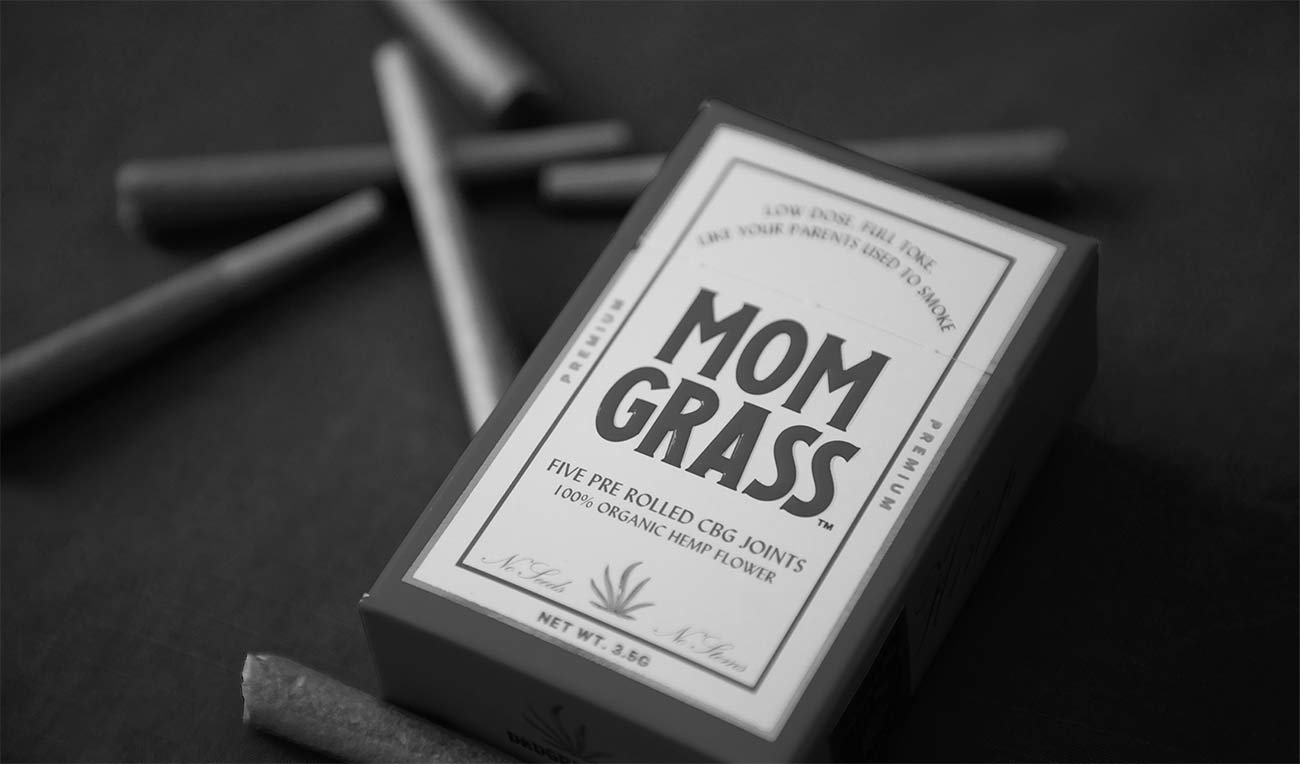 LOW DOSE. FULL TOKE.
LIKE YOUR PARENTS USED TO SMOKE
PREMIUM
MOM
GRASS™
PREMIUM
FIVE PRE ROLLED CBG JOINTS
100% ORGANIC HEMP FLOWER
No Seeds
No Stems
NET WT. 3.5G